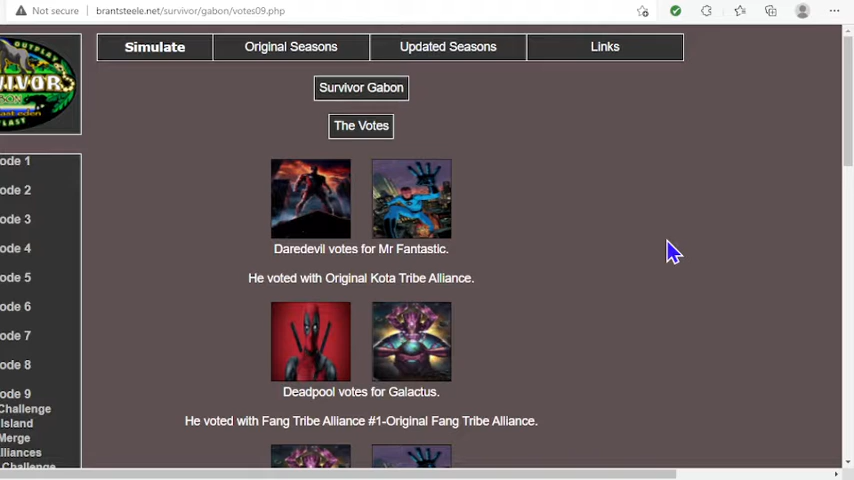 Not secure brantsteele.net/survivor/gabon/votes09.php
Simulate Original Seasons Updated Seasons Links
Survivor Gabon
The Votes
Daredevil votes for Mr Fantastic.
He voted with Original Kota Tribe Alliance.
Deadpool votes for Galactus.
He voted with Fang Tribe Alliance #1-Original Fang Tribe Alliance.
OUTPLAY
VIVOR
ode 1
ode 2
ode 3
ode 4
ode 5
ode 6
ode 7
ode 8
ode 9
Challenge
Island
Merge
lliances
Challenge